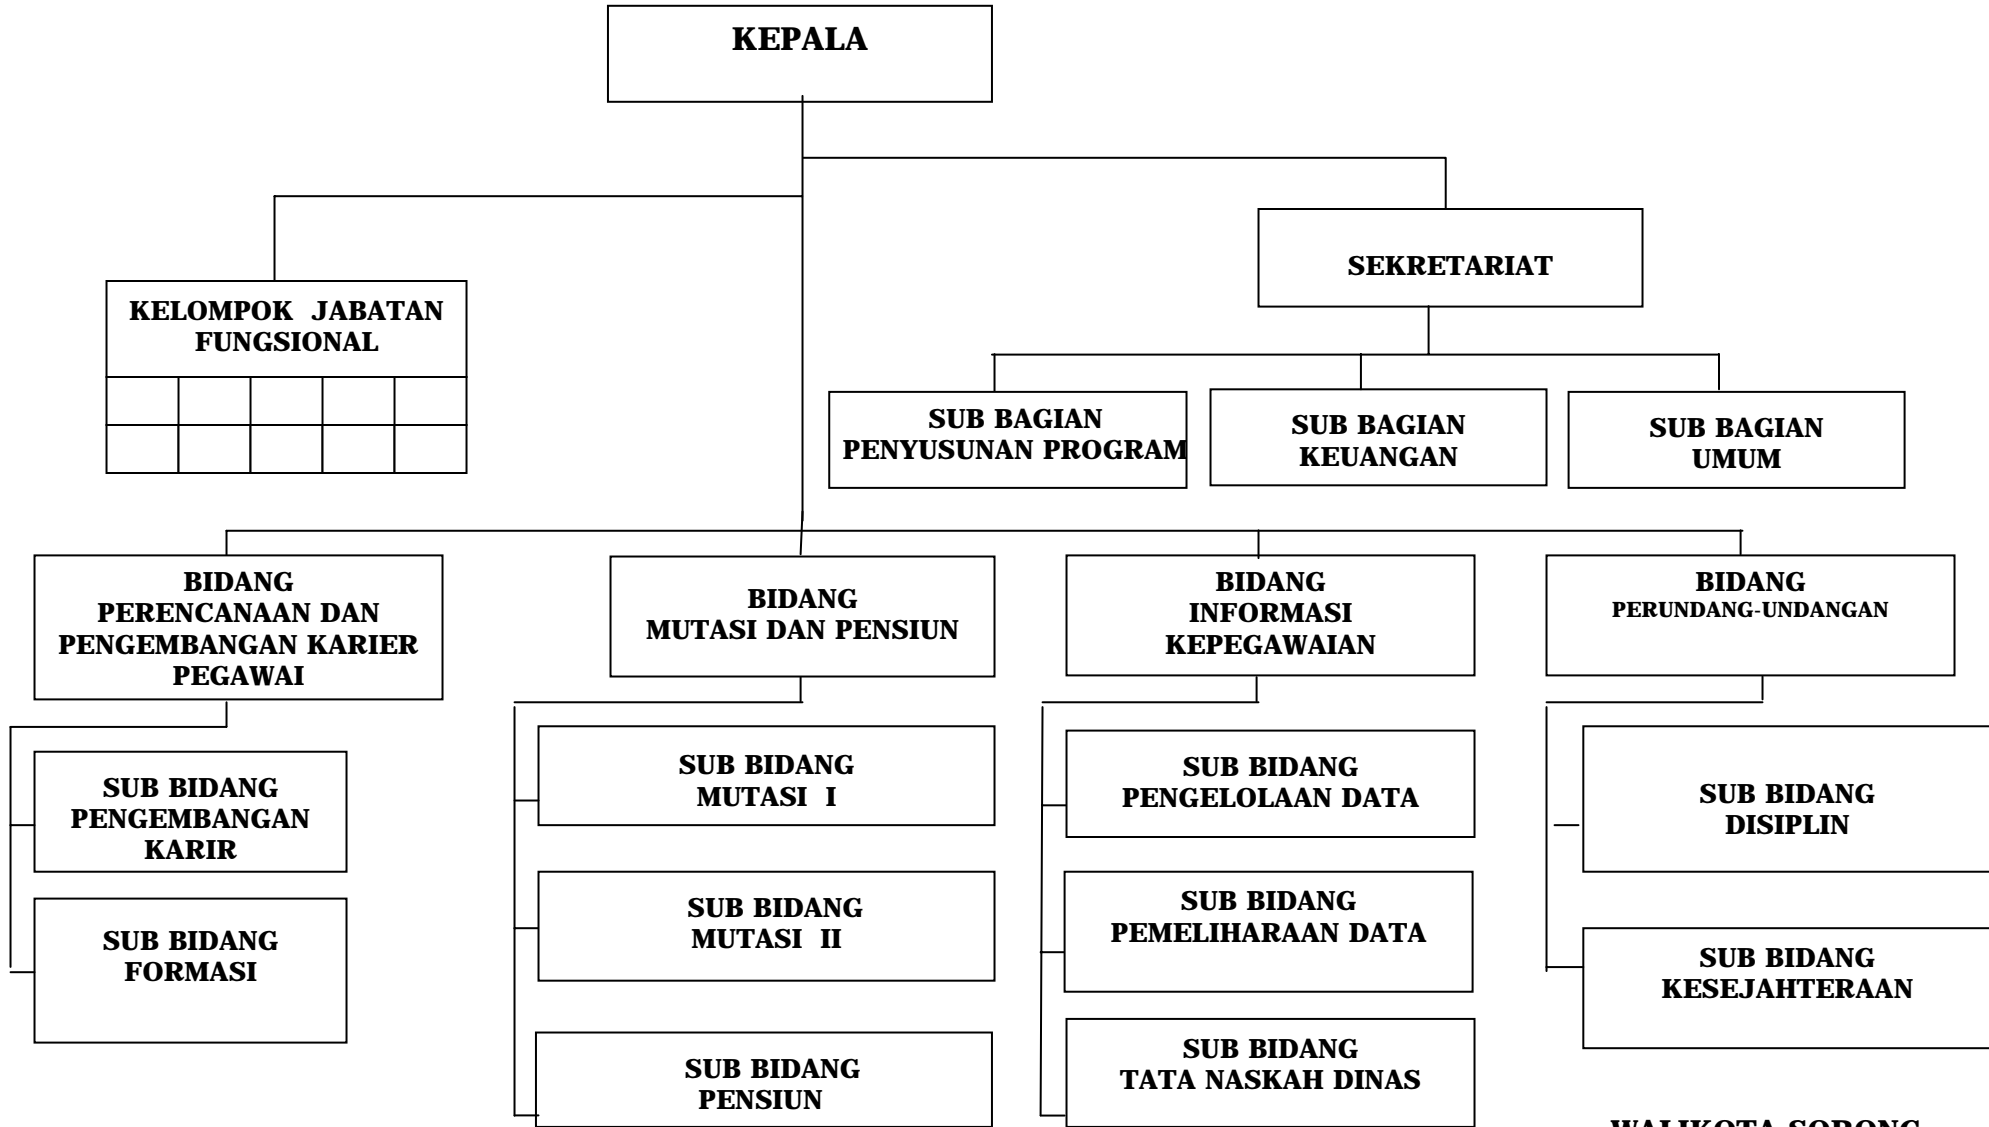 KEPALA
SEKRETARIAT
KELOMPOK JABATAN
FUNGSIONAL
SUB BAGIAN
PENYUSUNAN PROGRAM
SUB BAGIAN
KEUANGAN
SUB BAGIAN
UMUM
BIDANG
PERENCANAAN DAN
PENGEMBANGAN KARIER
PEGAWAI
BIDANG
MUTASI DAN PENSIUN
BIDANG
INFORMASI
KEPEGAWAIAN
BIDANG
PERUNDANG-UNDANGAN
SUB BIDANG
PENGEMBANGAN
KARIR
SUB BIDANG
FORMASI
SUB BIDANG
MUTASI I
SUB BIDANG
MUTASI II
SUB BIDANG
PENSIUN
SUB BIDANG
PENGELOLAAN DATA
SUB BIDANG
PEMELIHARAAN DATA
SUB BIDANG
TATA NASKAH DINAS
SUB BIDANG
DISIPLIN
SUB BIDANG
KESEJAHTERAAN
WALIKOTA SORONG